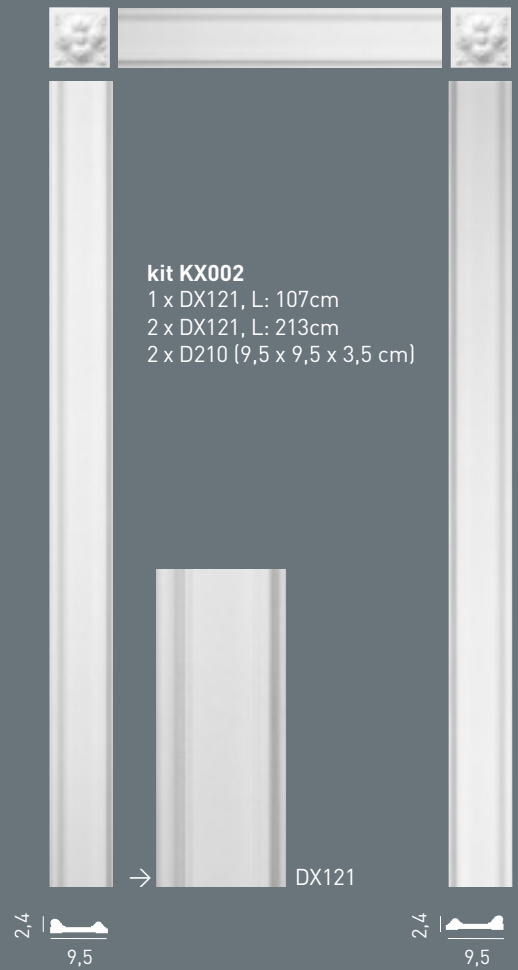 kit KX002
1 x DX121, L: 107cm
2 x DX121, L: 213cm
2 x D210 (9,5 x 9,5 x 3,5 cm)
→ DX121
2,4
9,5
2,4
9,5